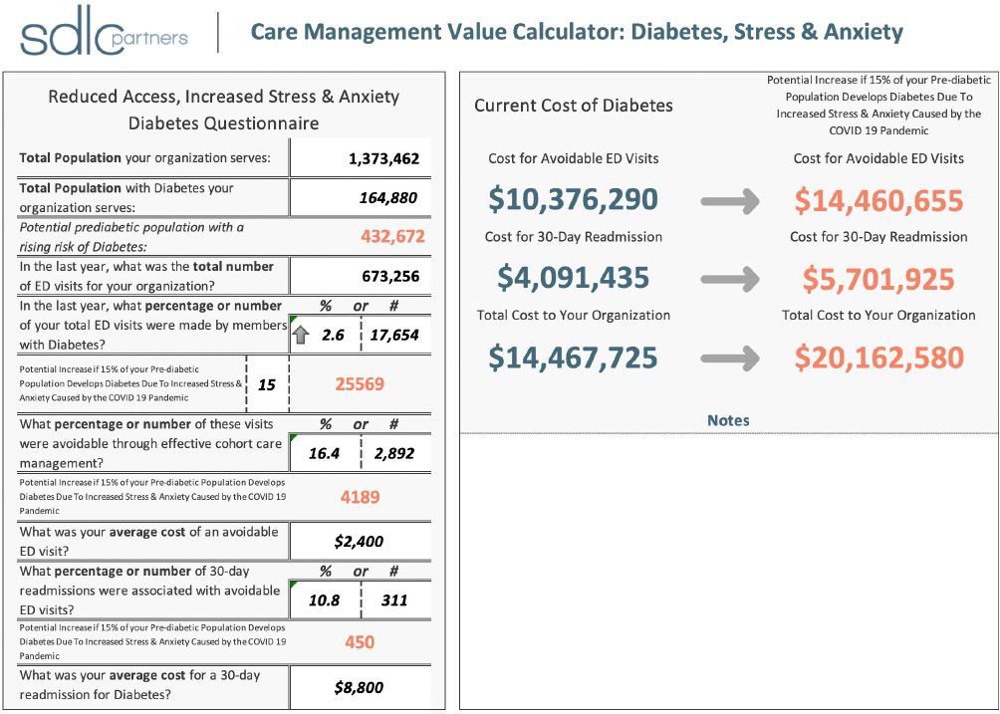 sdlc partners
Care Management Value Calculator: Diabetes, Stress & Anxiety
Reduced Access, Increased Stress & Anxiety
Diabetes Questionnaire
Total Population your organization serves:
1,373,462
Total Population with Diabetes your
organization serves:
164,880
Potential prediabetic population with a
rising risk of Diabetes:
432,672
In the last year, what was the total number
of ED visits for your organization?
673,256
In the last year, what percentage or number
of your total ED visits were made by members
with Diabetes?
% or #
2.6 17,654
Potential Increase if 15% of your Pre-diabetic
Population Develops Diabetes Due To Increased Stress &
Anxiety Caused by the COVID 19 Pandemic
15
25569
What percentage or number of these visits
were avoidable through effective cohort care
management?
% or #
16.4 2,892
Potential Increase if 15% of your Pre-diabetic Population Develops
Diabetes Due To Increased Stress & Anxiety Caused by the COVID 19
Pandemic
4189
What was your average cost of an avoidable
ED visit?
$2,400
What percentage or number of 30-day
readmissions were associated with avoidable
ED visits?
% or #
10.8 311
Potential Increase if 15% of your Pre-diabetic Population Develops
Diabetes Due To Increased Stress & Anxiety Caused by the COVID 19
Pandemic
450
What was your average cost for a 30-day
readmission for Diabetes?
$8,800
Current Cost of Diabetes
Potential Increase if 15% of your Pre-diabetic
Population Develops Diabetes Due To
Increased Stress & Anxiety Caused by the
COVID 19 Pandemic
Cost for Avoidable ED Visits
Cost for Avoidable ED Visits
$10,376,290
$14,460,655
Cost for 30-Day Readmission
Cost for 30-Day Readmission
$4,091,435
$5,701,925
Total Cost to Your Organization
Total Cost to Your Organization
$14,467,725
$20,162,580
Notes